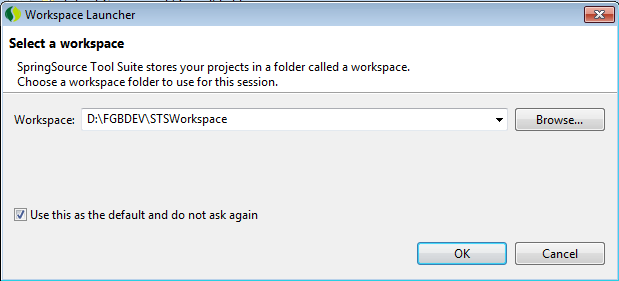 Workspace Launcher
Select a workspace
SpringSource Tool Suite stores your projects in a folder called a workspace.
Choose a workspace folder to use for this session.
Workspace: D:\FGBDEV\STSWorkspace Browse...
Use this as the default and do not ask again
OK Cancel